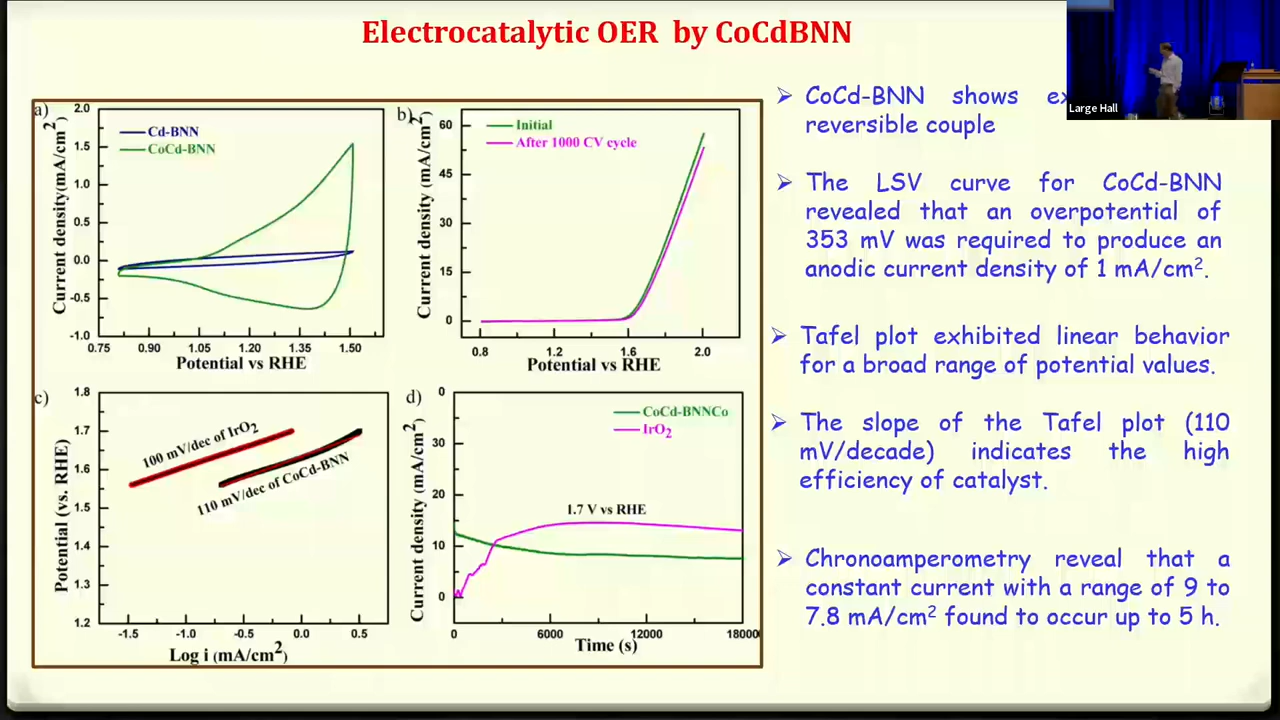 Electrocatalytic OER by CoCdBNN
Large Hall
a)
Current density(mA/cm2)
2.0
1.5
1.0
0.5
0.0
-0.5
-1.0
Cd-BNN
CoCd-BNN
0.75 0.90 1.05 1.20 1.35 1.50
Potential vs RHE
b)
Current density (mA/cm2)
60
45
30
15
0
Initial
After 1000 CV cycle
0.8 1.2 1.6 2.0
Potential vs RHE
c)
Potential (vs. RHE)
1.8
1.7
1.6
1.5
1.4
1.3
1.2
100 mV/dec of IrO2
110 mV/dec of CoCd-BNN
-1.5 -1.0 -0.5 0.0 0.5
Log i (mA/cm2)
d)
Current density (mA/cm2)
0
30
20
10
0
CoCd-BNNCo
IrO2
1.7 V vs RHE
0 6000 12000 18000
Time (s)
➢ CoCd-BNN shows
reversible couple
➢ The LSV curve for CoCd-BNN
revealed that an overpotential of
353 mV was required to produce an
anodic current density of 1 mA/cm².
➢ Tafel plot exhibited linear behavior
for a broad range of potential values.
➢ The slope of the Tafel plot (110
mV/decade) indicates the high
efficiency of catalyst.
➢ Chronoamperometry reveal that a
constant current with a range of 9 to
7.8 mA/cm² found to occur up to 5 h.